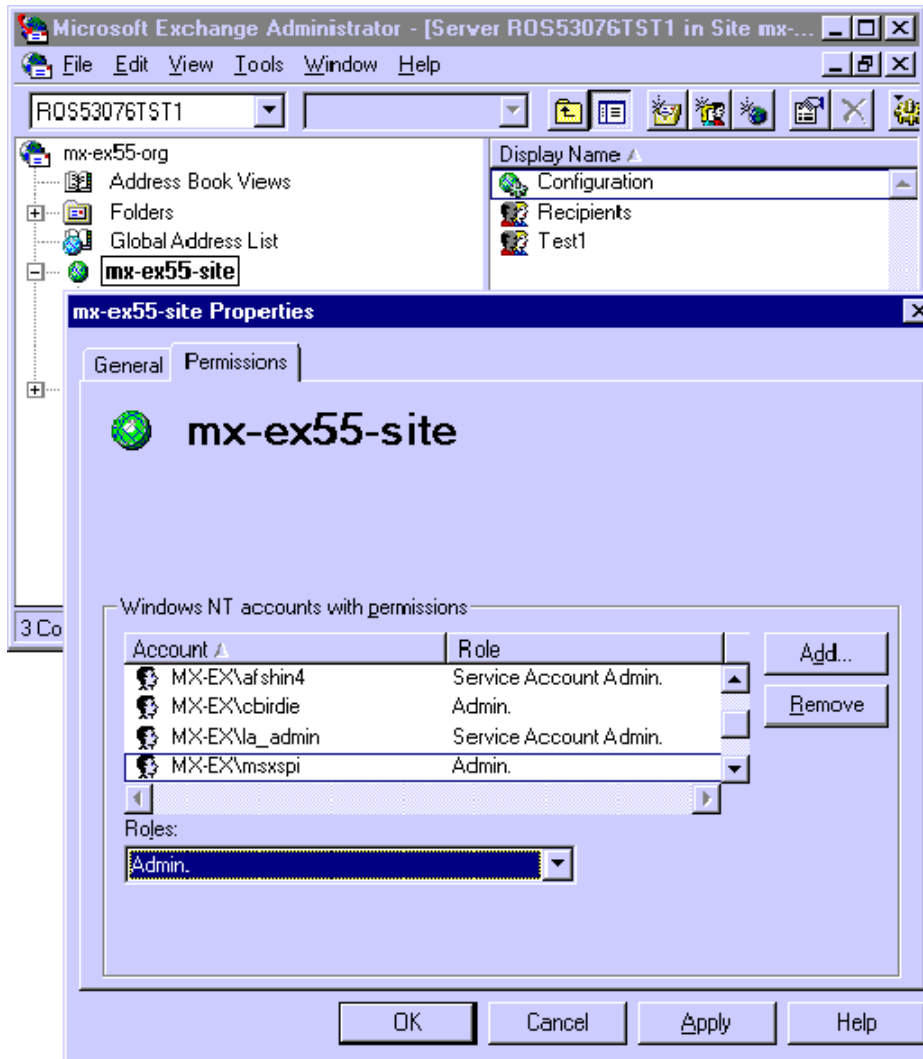 Microsoft Exchange Administrator - [Server ROS53076TST1 in Site mx-...
File Edit View Tools Window Help
ROS53076TST1
mx-ex55-org
Address Book Views
Folders
Global Address List
mx-ex55-site
Display Name
Configuration
Recipients
Test1
mx-ex55-site Properties
General Permissions
mx-ex55-site
Windows NT accounts with permissions
3 Co
Account Role
MX-EX\afshin4 Service Account Admin.
MX-EX\cbirdie Admin.
MX-EX\la_admin Service Account Admin.
MX-EX\msxspi Admin.
Add...
Remove
Roles:
Admin.
OK Cancel Apply Help